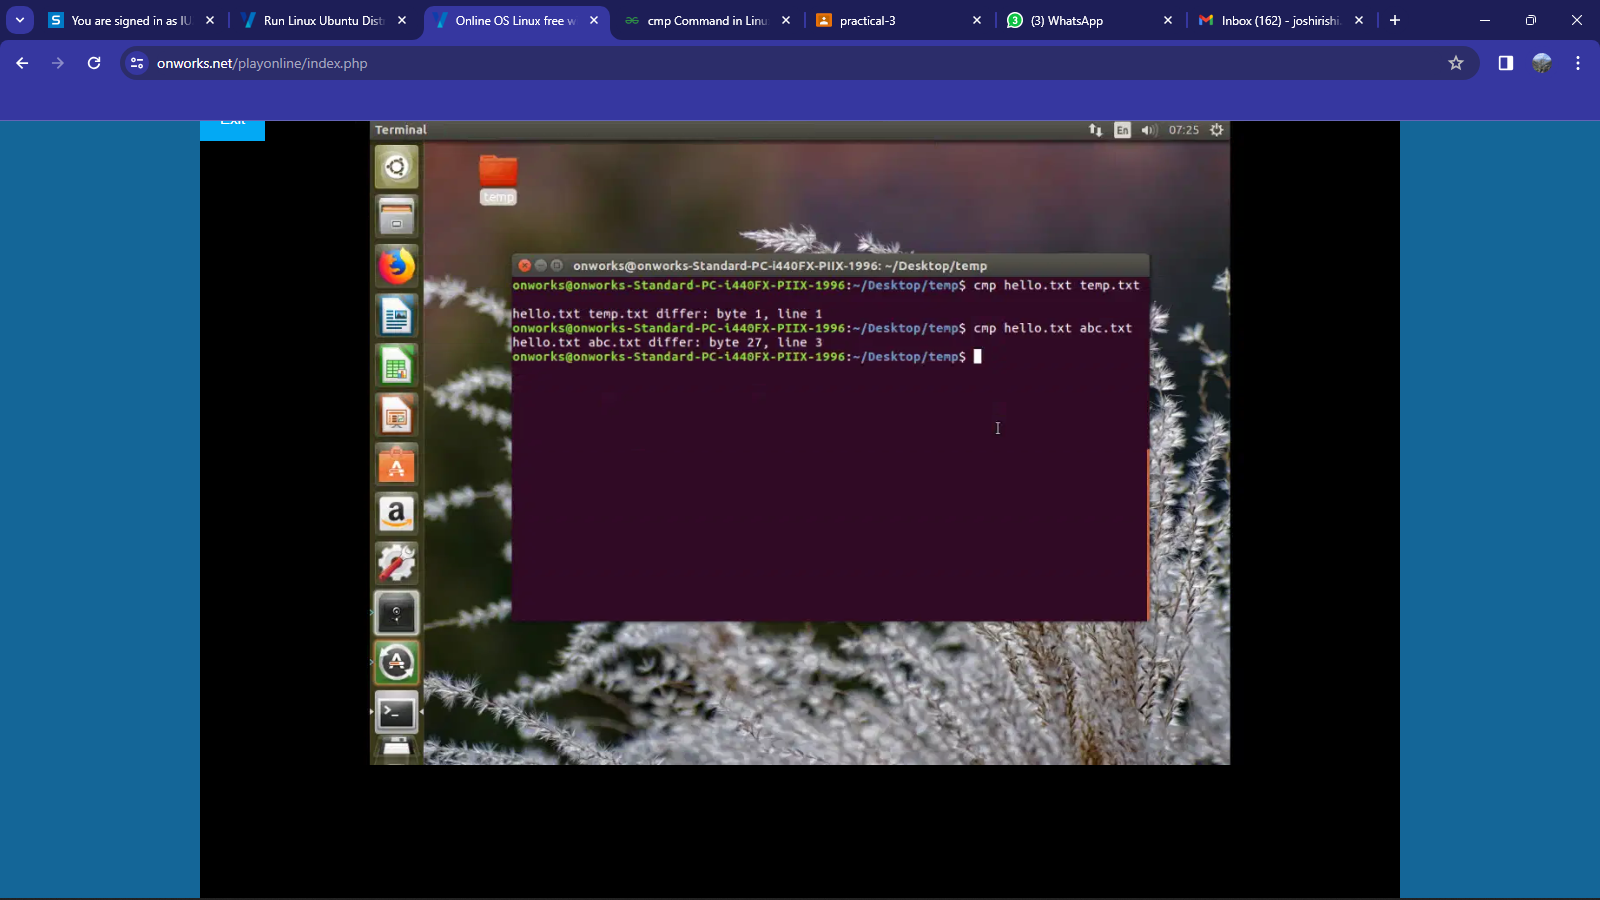 You are signed in as IU
Run Linux Ubuntu Dist
Online OS Linux free w
cmp Command in Linu
practical-3
(3) WhatsApp
Inbox (162) - joshirishi
onworks.net/playonline/index.php
Exit
Terminal
En
07:25
temp
onworks@onworks-Standard-PC-i440FX-PIIX-1996: ~/Desktop/temp
onworks@onworks-Standard-PC-i440FX-PIIX-1996:~/Desktop/temp$ cmp hello.txt temp.txt
hello.txt temp.txt differ: byte 1, line 1
onworks@onworks-Standard-PC-i440FX-PIIX-1996:~/Desktop/temp$ cmp hello.txt abc.txt
hello.txt abc.txt differ: byte 27, line 3
onworks@onworks-Standard-PC-i440FX-PIIX-1996:~/Desktop/temp$